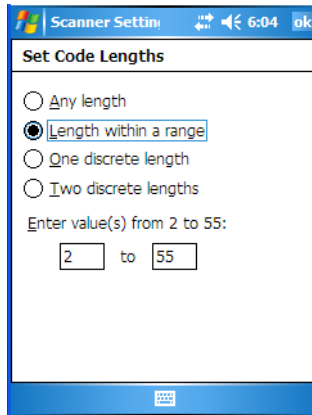 Scanner Settin 6:04 ok
Set Code Lengths
Any length
Length within a range
One discrete length
Two discrete lengths
Enter value(s) from 2 to 55:
2 to 55